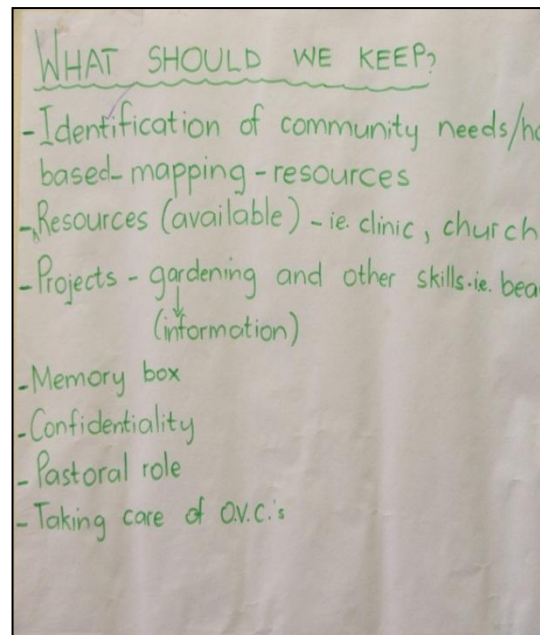 WHAT SHOULD WE KEEP?
- Identification of community needs/
based-mapping - resources
- Resources (available) - ie. clinic, church
- Projects - gardening and other skills.ie.
(information)
- Memory box
- Confidentiality
- Pastoral role
- Taking care of O.V.C.'s